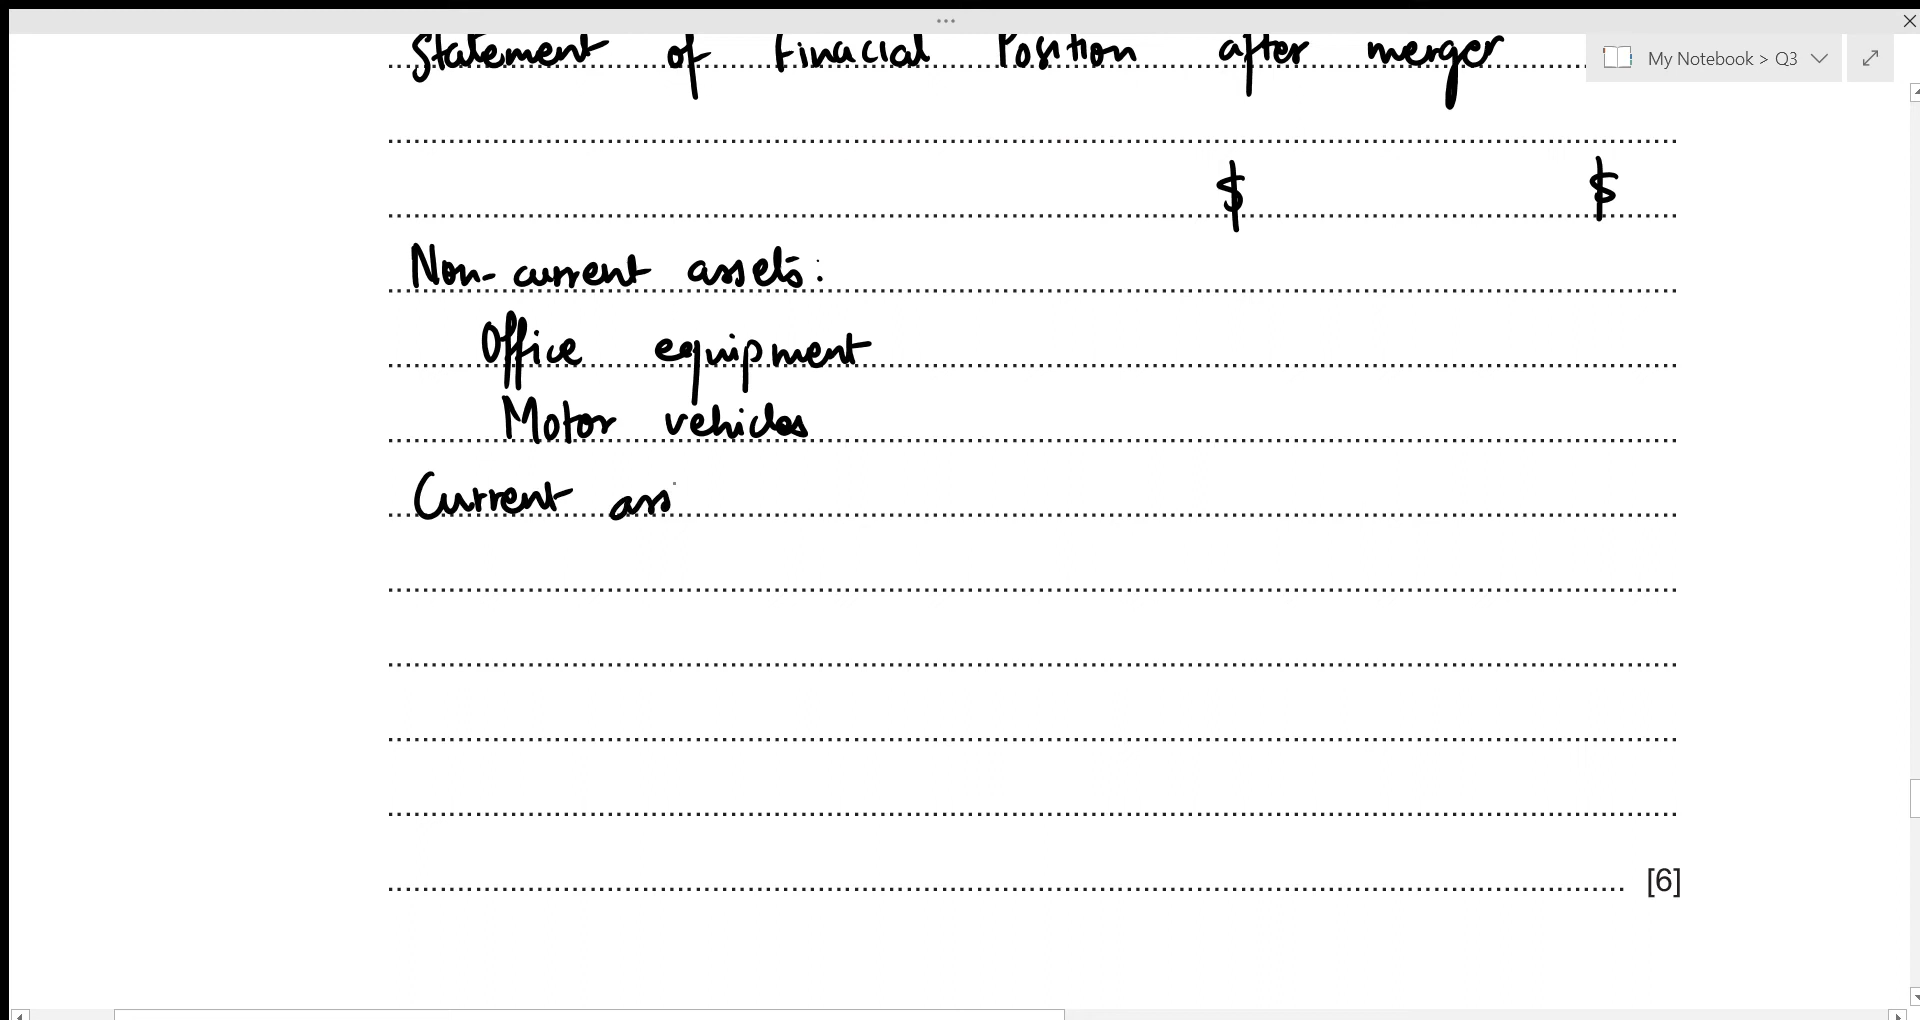 Statement of Finacial Position after merger
My Notebook > Q3
$ $
Non-current assets:
Office equipment
Motor vehicles
Current ass
[6]